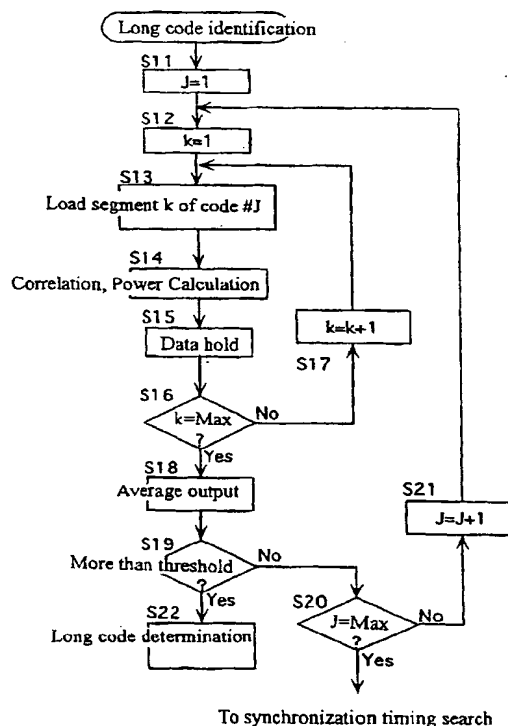 Long code identification
S11
J=1
S12
k=1
S13
Load segment k of code #J
S14
Correlation, Power Calculation
S15
Data hold
k=k+1
S17
S16
k=Max
?
No
Yes
S18
Average output
S21
J=J+1
S19
More than threshold
?
No
Yes
S20
J=Max
?
No
Yes
S22
Long code determination
To synchronization timing search